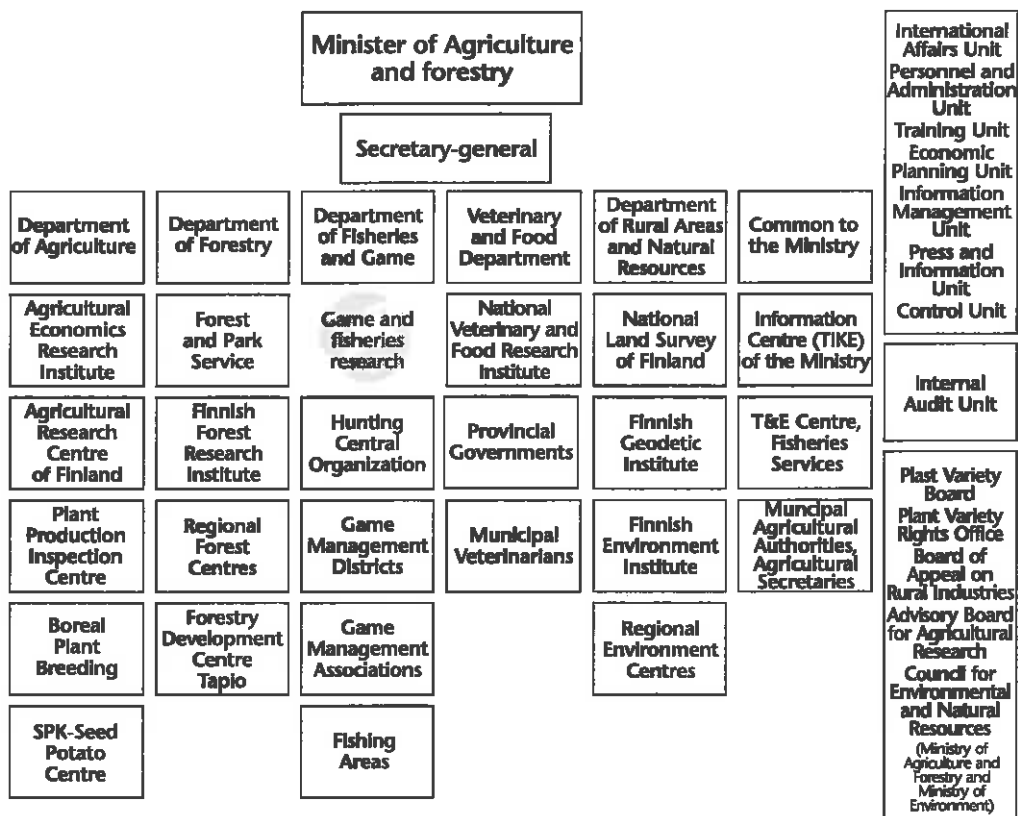 Minister of Agriculture
and forestry
Secretary-general
Department
of Agriculture
Agricultural
Economics
Research
Institute
Agricultural
Research
Centre
of Finland
Plant
Production
Inspection
Centre
Boreal
Plant
Breeding
SPK-Seed
Potato
Centre
Department
of Forestry
Forest
and Park
Service
Finnish
Forest
Research
Institute
Regional
Forest
Centres
Forestry
Development
Centre
Tapio
Department
of Fisheries
and Game
Game and
fisheries
research
Hunting
Central
Organization
Game
Management
Districts
Game
Management
Associations
Fishing
Areas
Veterinary
and Food
Department
National
Veterinary and
Food Research
Institute
Provincial
Governments
Municipal
Veterinarians
Department
of Rural Areas
and Natural
Resources
National
Land Survey
of Finland
Finnish
Geodetic
Institute
Finnish
Environment
Institute
Regional
Environment
Centres
Common to
the Ministry
Information
Centre (TIKE)
of the Ministry
T&E Centre,
Fisheries
Services
Muncipal
Agricultural
Authorities,
Agricultural
Secretaries
International
Affairs Unit
Personnel and
Administration
Unit
Training Unit
Economic
Planning Unit
Information
Management
Unit
Press and
Information
Unit
Control Unit
Internal
Audit Unit
Plast Variety
Board
Plant Variety
Rights Office
Board of
Appeal on
Rural Industries
Advisory Board
for Agricultural
Research
Council for
Environmental
and Natural
Resources
(Ministry of
Agriculture and
Forestry and
Ministry of
Environment)